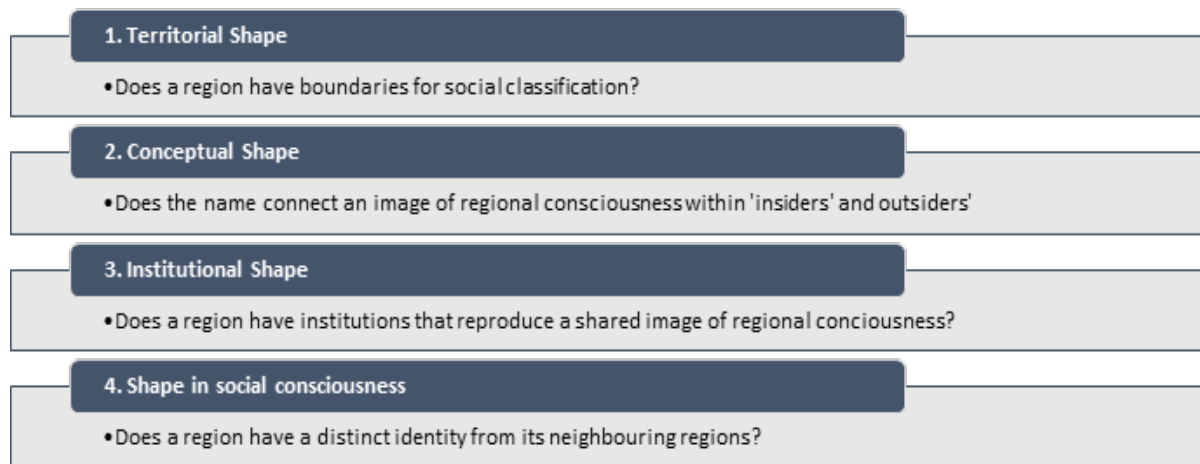 1. Territorial Shape
•Does a region have boundaries for social classification?
2. Conceptual Shape
•Does the name connect an image of regional consciousness within 'insiders' and outsiders'
3. Institutional Shape
•Does a region have institutions that reproduce a shared image of regional conciousness?
4. Shape in social consciousness
•Does a region have a distinct identity from its neighbouring regions?